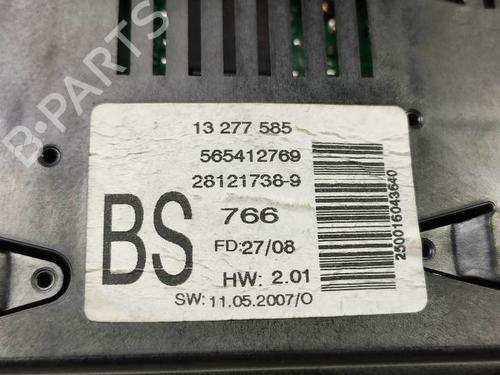 B-PARTS
13 277 585
565412769
28121738-9
BS
766
FD:27/08
HW: 2.01
SW: 11.05.2007/O
250016043640